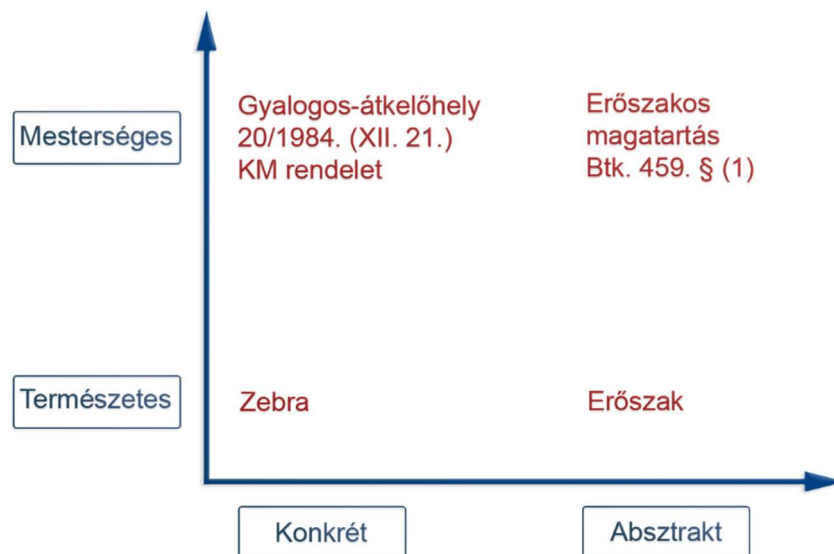 Mesterséges
Gyalogos-átkelőhely
20/1984. (XII. 21.)
KM rendelet
Erőszakos
magatartás
Btk. 459. § (1)
Természetes
Zebra
Erőszak
Konkrét
Absztrakt